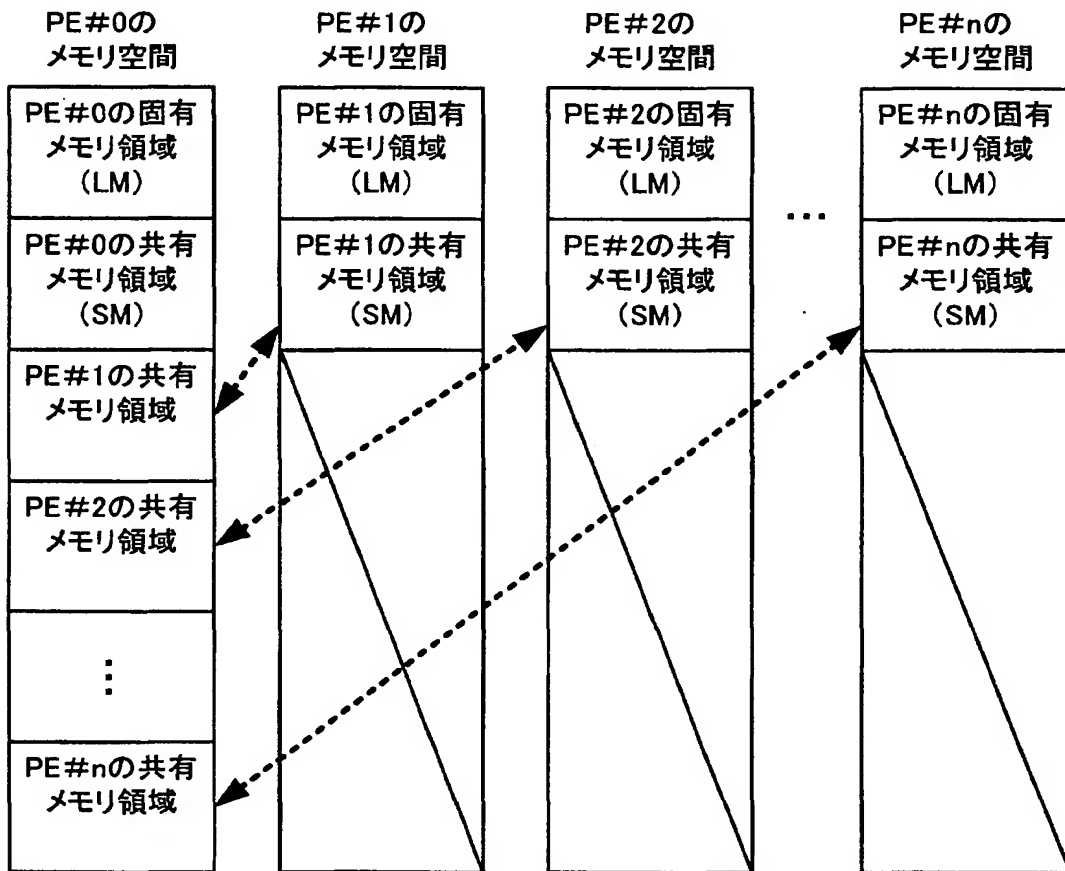 PE#0の
メモリ空間
PE#1の
メモリ空間
PE#2の
メモリ空間
PE#nの
メモリ空間
PE#0の固有
メモリ領域
(LM)
PE#0の共有
メモリ領域
(SM)
PE#1の共有
メモリ領域
PE#2の共有
メモリ領域
⋮
PE#nの共有
メモリ領域
PE#1の固有
メモリ領域
(LM)
PE#1の共有
メモリ領域
(SM)
PE#2の固有
メモリ領域
(LM)
PE#2の共有
メモリ領域
(SM)
…
PE#nの固有
メモリ領域
(LM)
PE#nの共有
メモリ領域
(SM)